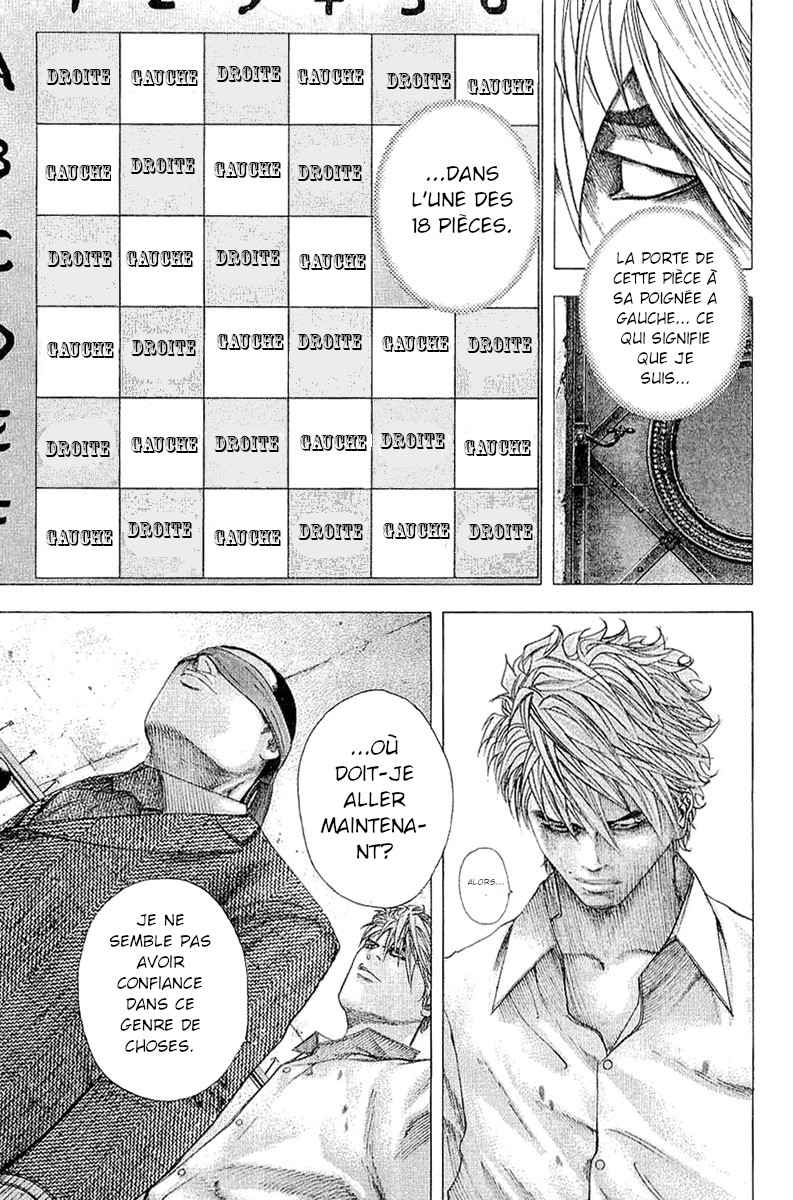 LA PORTE DE
CETTE PIÈCE À
SA POIGNÉE A
GAUCHE... CE
QUI SIGNIFIE
QUE JE
SUIS...
1 2 3 4 5 6
A DROITE GAUCHE DROITE GAUCHE DROITE GAUCHE
B GAUCHE DROITE GAUCHE DROITE
...DANS
L'UNE DES
18 PIÈCES.
C DROITE GAUCHE DROITE GAUCHE
D GAUCHE DROITE GAUCHE DROITE GAUCHE DROITE
E DROITE GAUCHE DROITE GAUCHE DROITE GAUCHE
GAUCHE DROITE GAUCHE DROITE GAUCHE DROITE
ALORS...
.
...OÙ
DOIT-JE
ALLER
MAINTENA-
NT?
JE NE
SEMBLE PAS
AVOIR
CONFIANCE
DANS CE
GENRE DE
CHOSES.